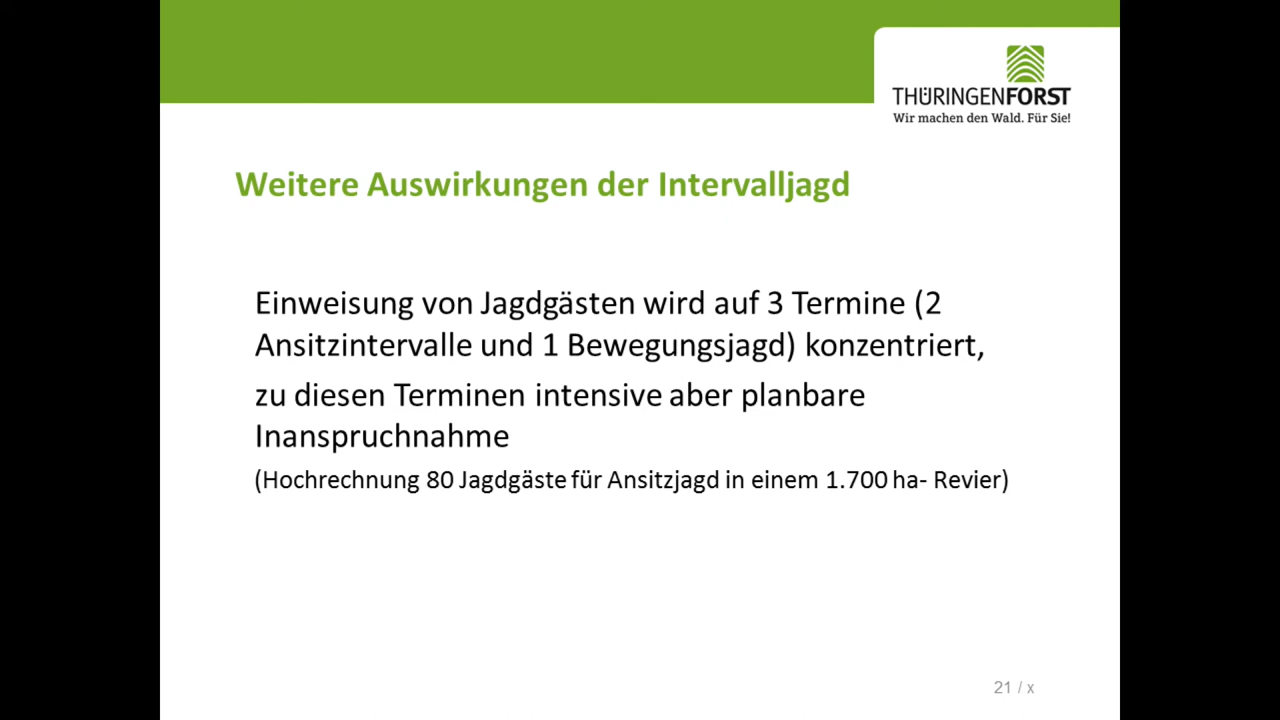 THÜRINGENFORST
Wir machen den Wald. Für Sie!
Weitere Auswirkungen der Intervalljagd
Einweisung von Jagdgästen wird auf 3 Termine (2
Ansitzintervalle und 1 Bewegungsjagd) konzentriert,
zu diesen Terminen intensive aber planbare
Inanspruchnahme
(Hochrechnung 80 Jagdgäste für Ansitzjagd in einem 1.700 ha- Revier)
21 / x